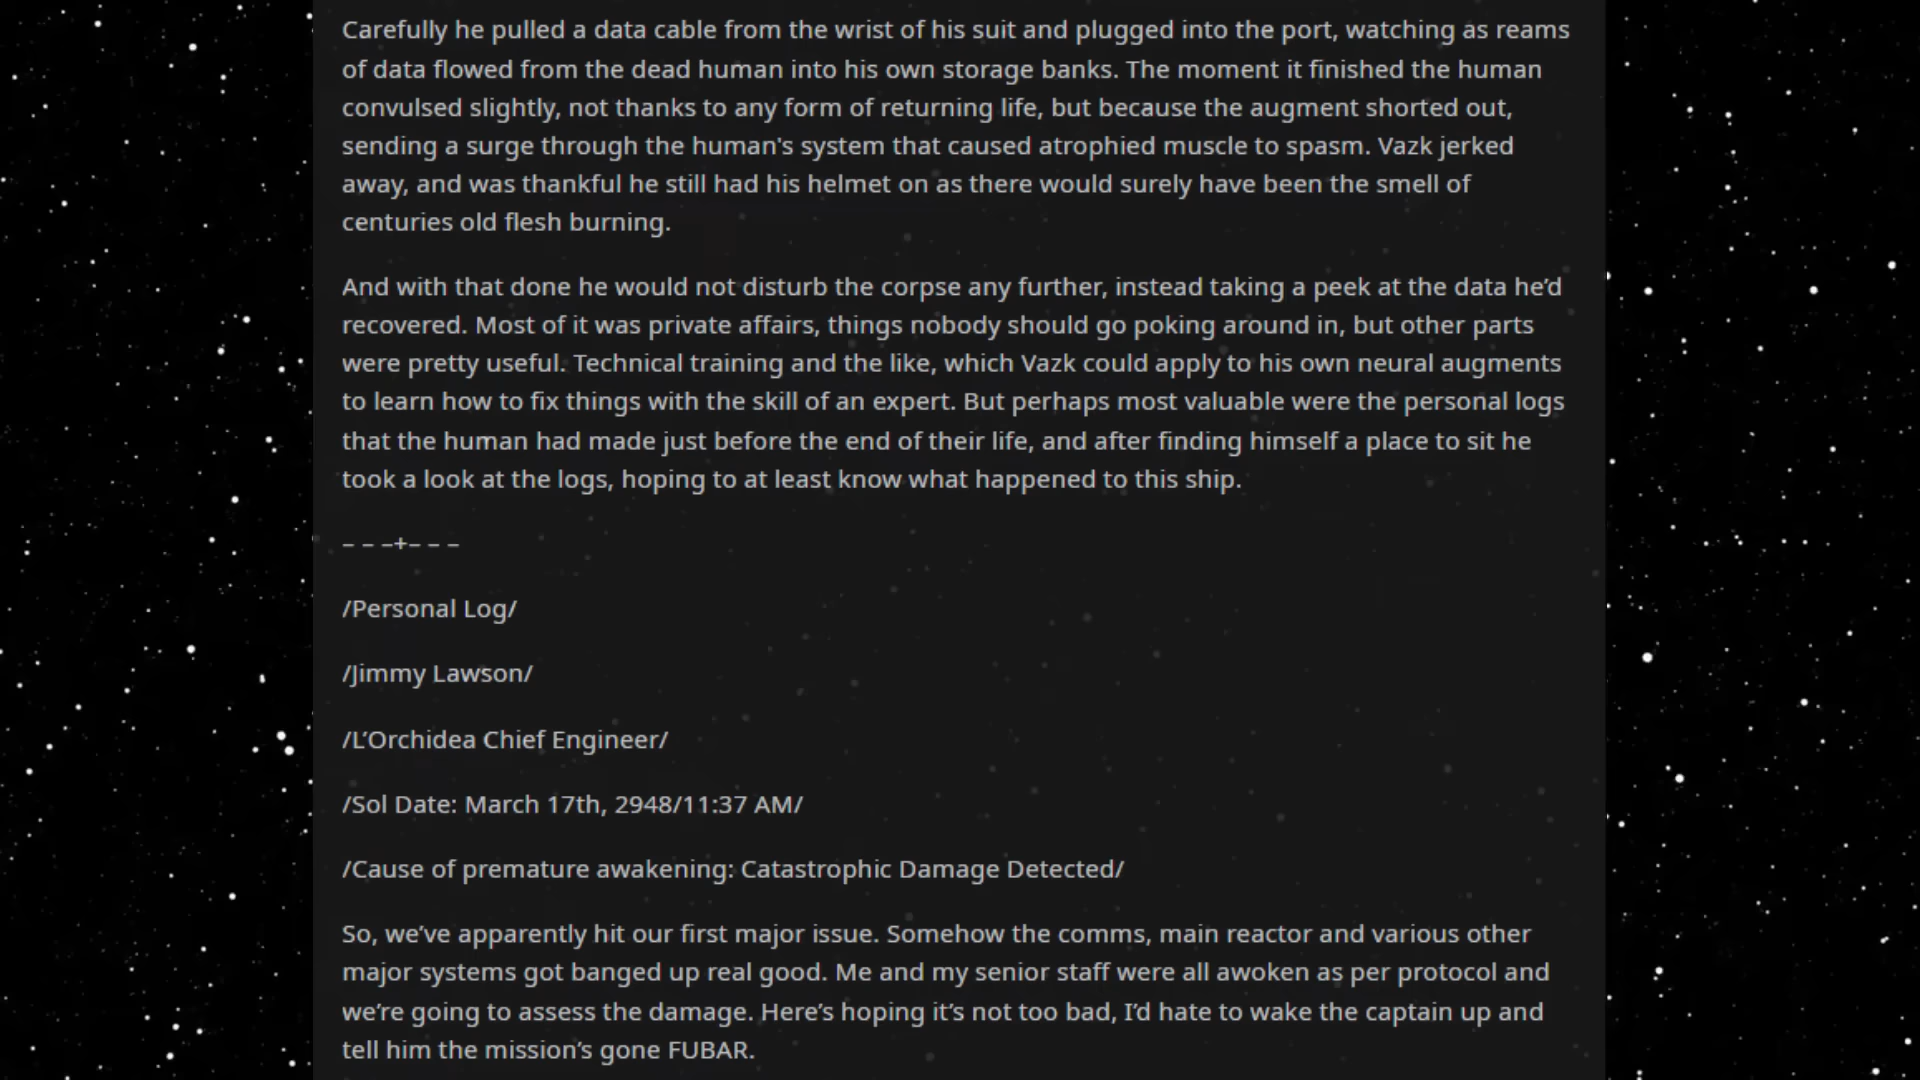 Carefully he pulled a data cable from the wrist of his suit and plugged into the port, watching as reams
of data flowed from the dead human into his own storage banks. The moment it finished the human
convulsed slightly, not thanks to any form of returning life, but because the augment shorted out,
sending a surge through the human's system that caused atrophied muscle to spasm. Vazk jerked
away, and was thankful he still had his helmet on as there would surely have been the smell of
centuries old flesh burning.
And with that done he would not disturb the corpse any further, instead taking a peek at the data he’d
recovered. Most of it was private affairs, things nobody should go poking around in, but other parts
were pretty useful. Technical training and the like, which Vazk could apply to his own neural augments
to learn how to fix things with the skill of an expert. But perhaps most valuable were the personal logs
that the human had made just before the end of their life, and after finding himself a place to sit he
took a look at the logs, hoping to at least know what happened to this ship.
– – –+– – –
/Personal Log/
/Jimmy Lawson/
/L’Orchidea Chief Engineer/
/Sol Date: March 17th, 2948/11:37 AM/
/Cause of premature awakening: Catastrophic Damage Detected/
So, we’ve apparently hit our first major issue. Somehow the comms, main reactor and various other
major systems got banged up real good. Me and my senior staff were all awoken as per protocol and
we’re going to assess the damage. Here’s hoping it’s not too bad, I’d hate to wake the captain up and
tell him the mission’s gone FUBAR.